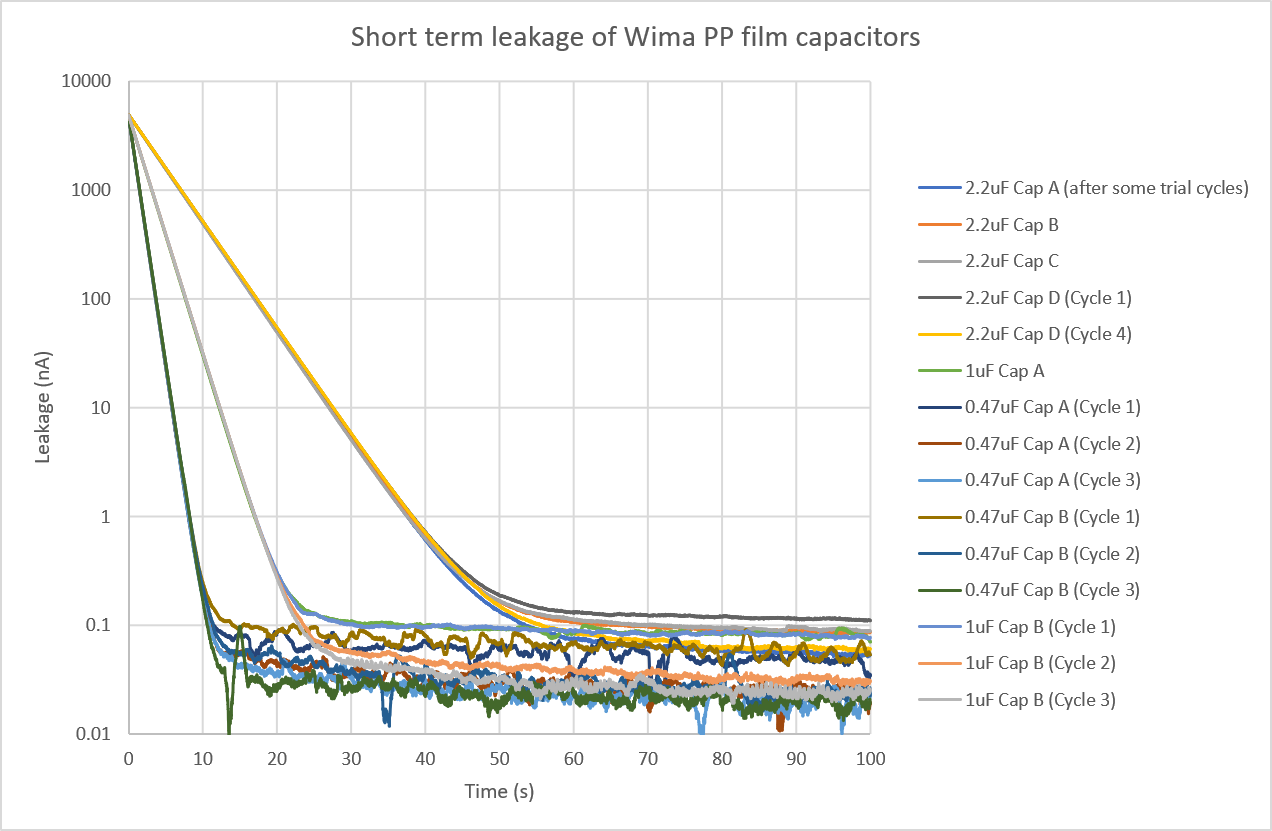 Short term leakage of Wima PP film capacitors
10000
1000
100
10
1
0.1
0.01
Leakage (nA)
0 10 20 30 40 50 60 70 80 90 100
Time (s)
2.2uF Cap A (after some trial cycles)
2.2uF Cap B
2.2uF Cap C
2.2uF Cap D (Cycle 1)
2.2uF Cap D (Cycle 4)
1uF Cap A
0.47uF Cap A (Cycle 1)
0.47uF Cap A (Cycle 2)
0.47uF Cap A (Cycle 3)
0.47uF Cap B (Cycle 1)
0.47uF Cap B (Cycle 2)
0.47uF Cap B (Cycle 3)
1uF Cap B (Cycle 1)
1uF Cap B (Cycle 2)
1uF Cap B (Cycle 3)